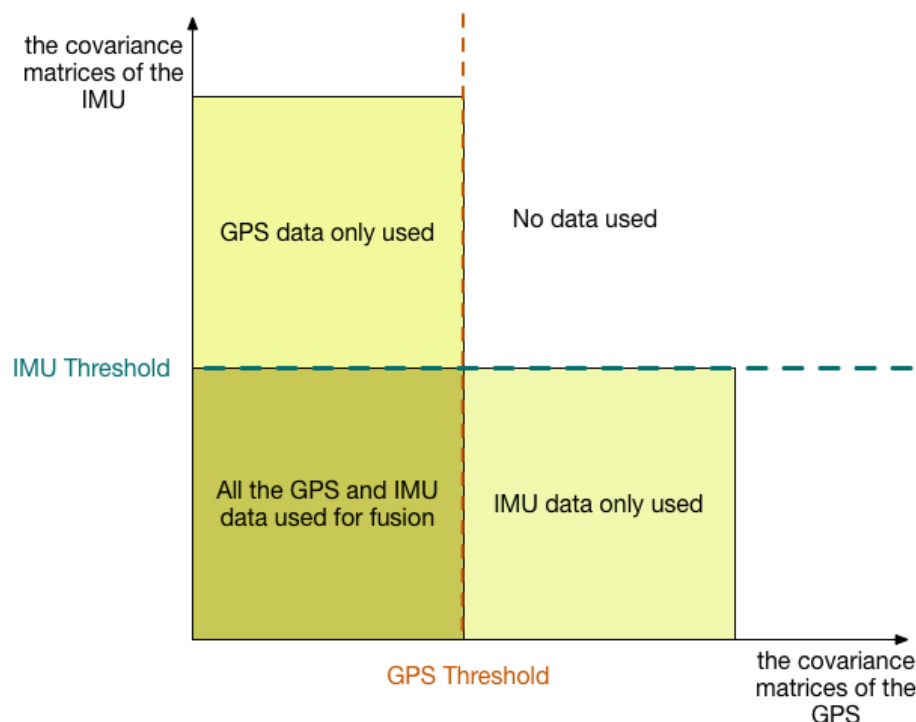 the covariance
matrices of the
IMU
GPS data only used
No data used
IMU Threshold
All the GPS and IMU
data used for fusion
IMU data only used
GPS Threshold
the covariance
matrices of the
GPS